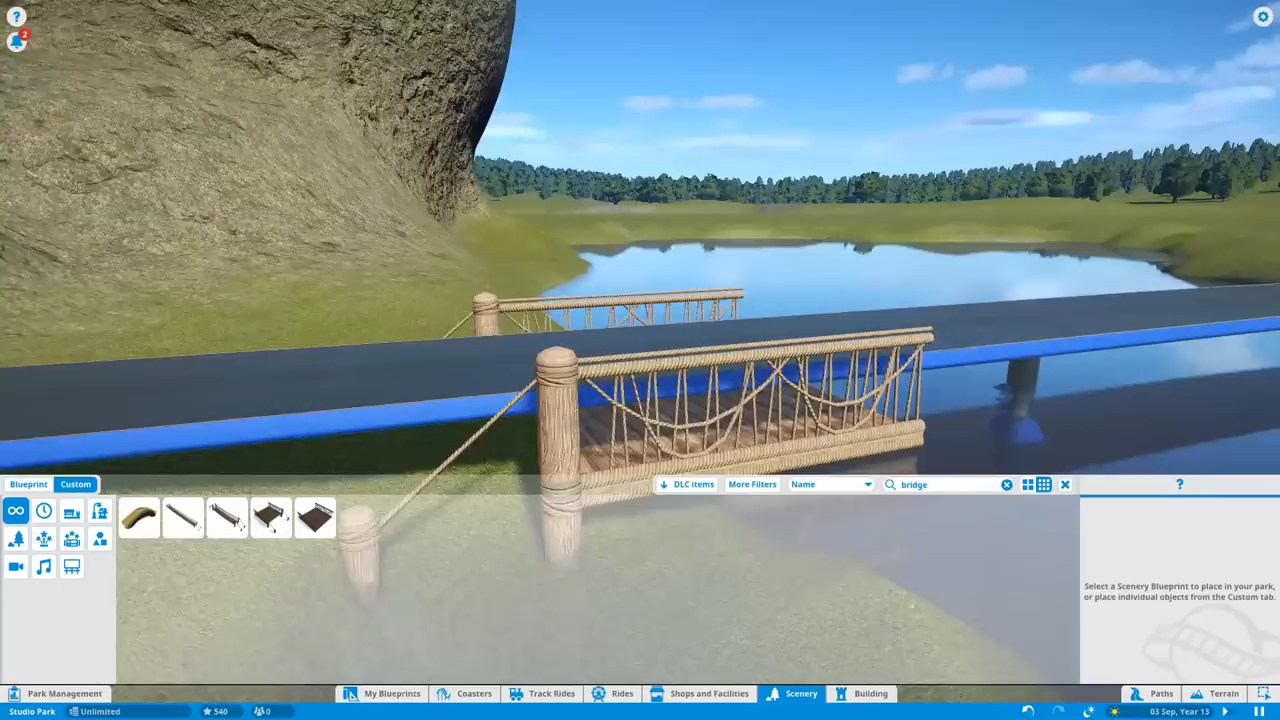 ?
2
Blueprint
Custom
DLC items
More Filters
Name
bridge
?
Select a Scenery Blueprint to place in your park,
or place individual objects from the Custom tab.
Park Management
My Blueprints
Coasters
Track Rides
Rides
Shops and Facilities
Scenery
Building
Paths
Terrain
Studio Park
Unlimited
540
0
03 Sep, Year 13